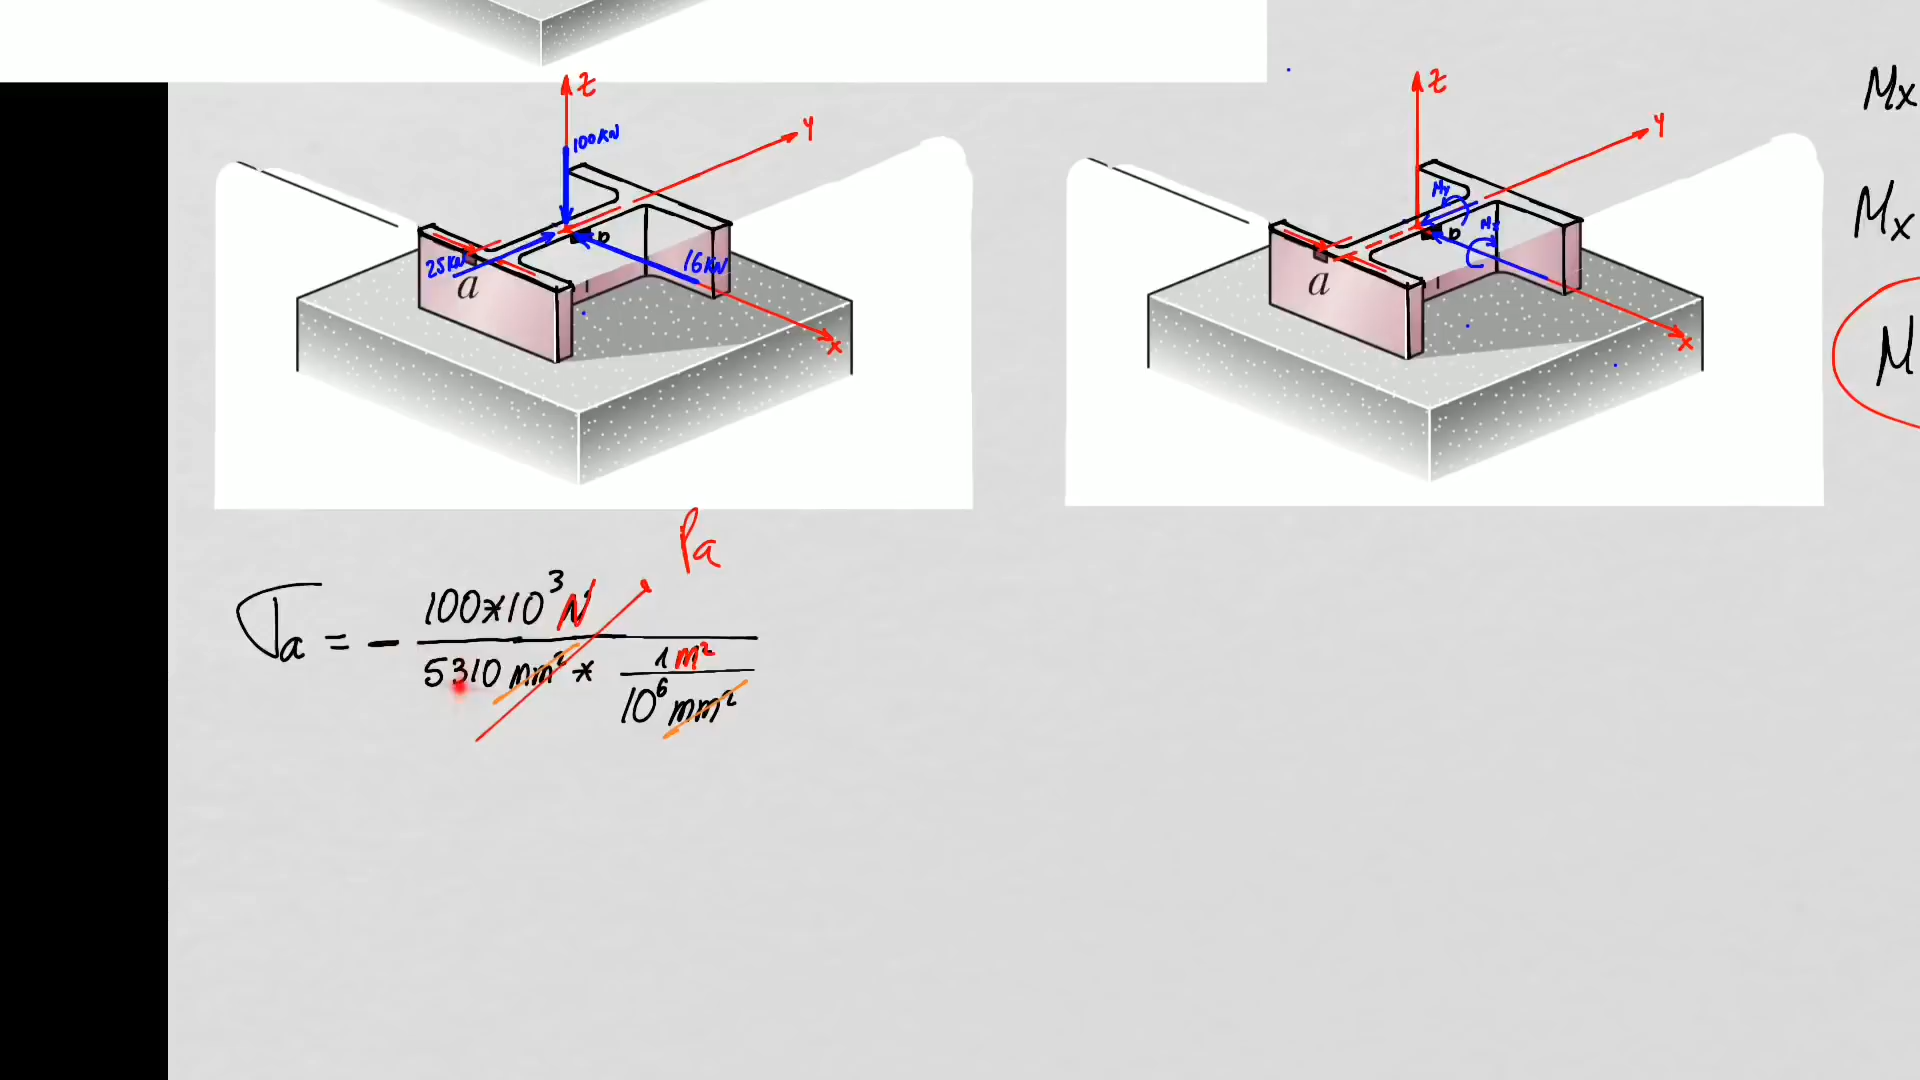 Z
100KN
Y
25KN
a
b
16KN
X
Z
Y
My
Mx
b
a
X
Mx
Mx
M
Pa
σa = - 100*10³ N / 5310 mm² * 1 m² / 10⁶ mm²